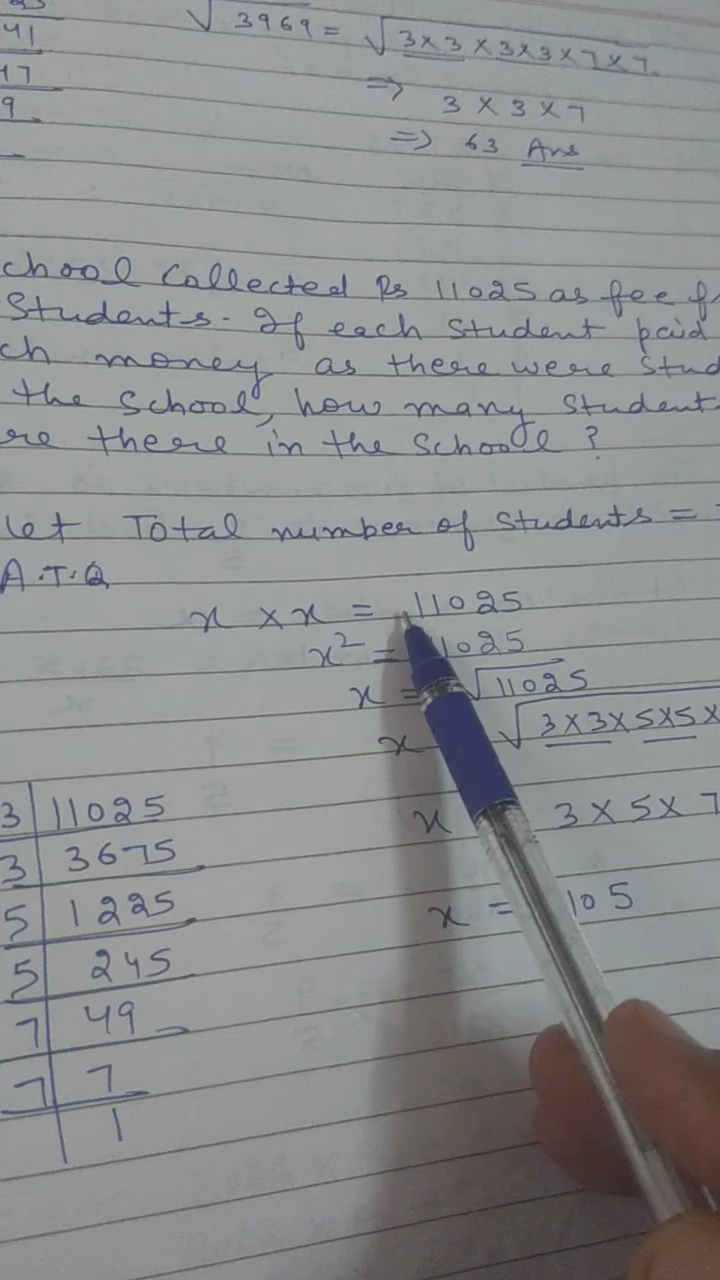 41
√3969 = √3×3×3×3×7×7
17
⇒ 3×3×7
9
⇒ 63 Ans
chool collected Rs 11025 as fee f
Students. If each student paid
ch money as there were Stud
the School, how many Student
re there in the School?
Let Total number of Students =
A.T.Q
x × x = 11025
x² = 11025
x = √11025
x √3×3×5×5×
x 3×5×7
x = 105
3 | 11025
3 | 3675
5 | 1225
5 | 245
7 | 49
7 | 7
| 1